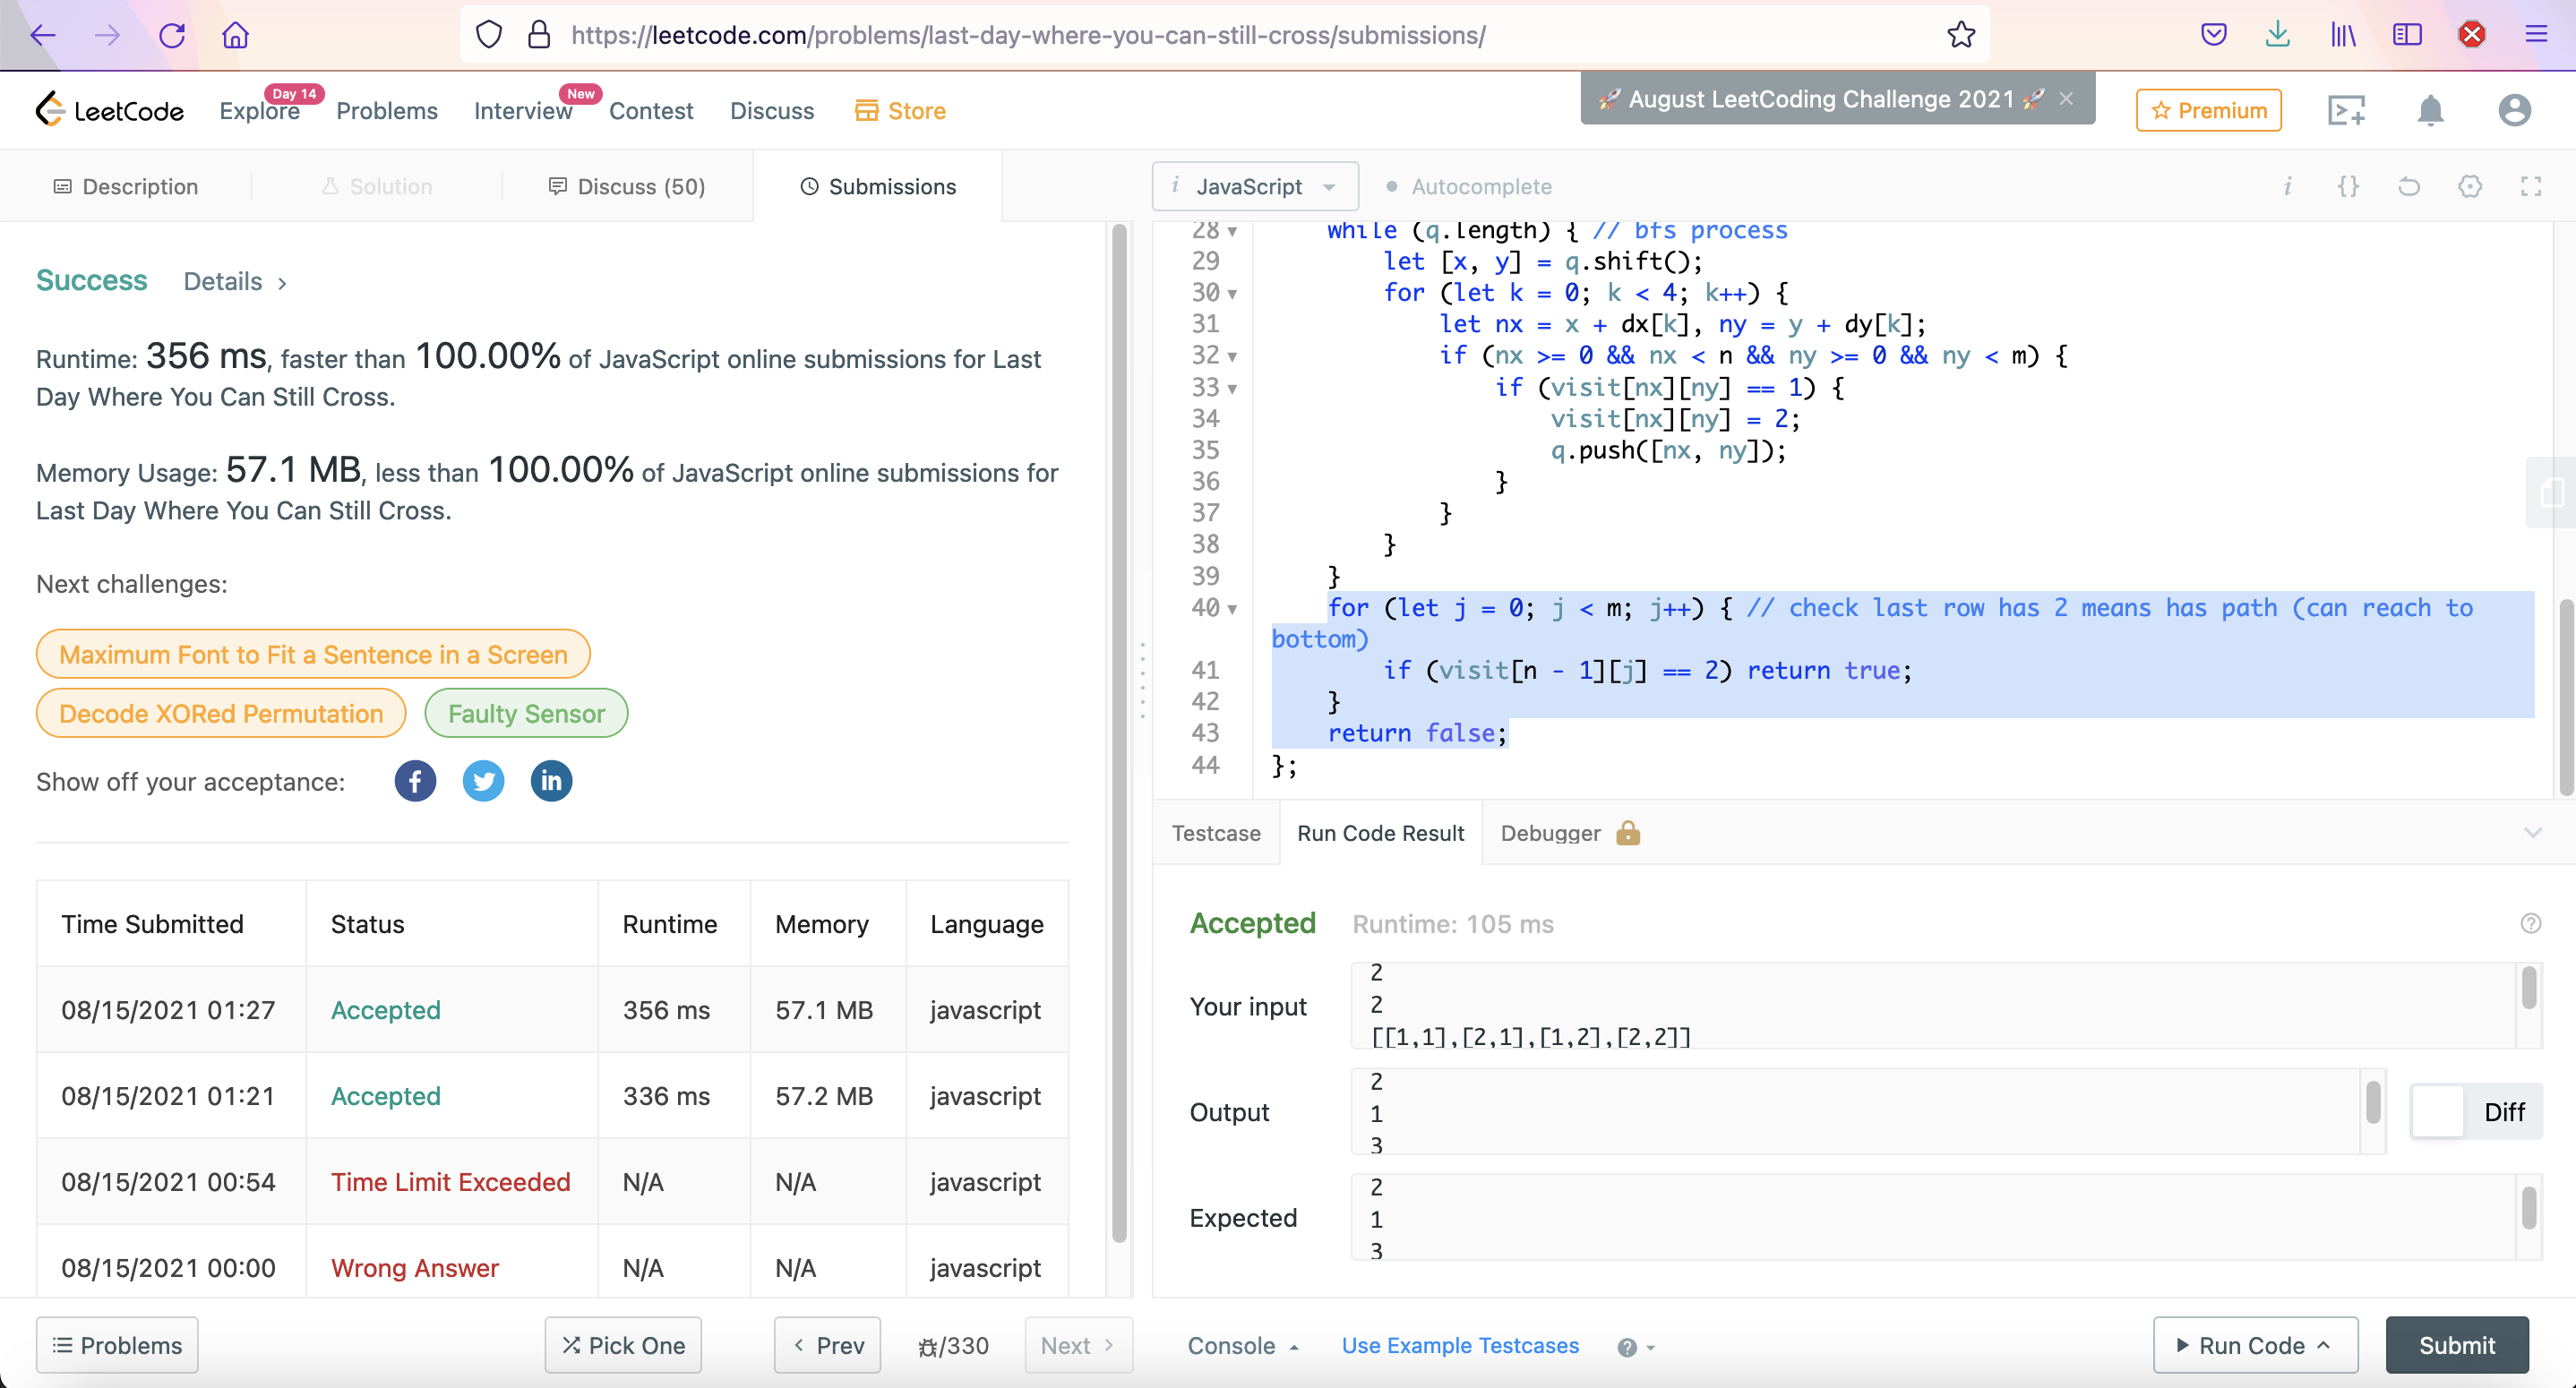 https://leetcode.com/problems/last-day-where-you-can-still-cross/submissions/
LeetCode
Explore
Day 14
Problems
Interview
New
Contest
Discuss
Store
🚀 August LeetCoding Challenge 2021 🚀 ×
Premium
Description
Solution
Discuss (50)
Submissions
i JavaScript
Autocomplete
Success
Details >
Runtime: 356 ms, faster than 100.00% of JavaScript online submissions for Last
Day Where You Can Still Cross.
Memory Usage: 57.1 MB, less than 100.00% of JavaScript online submissions for
Last Day Where You Can Still Cross.
Next challenges:
Maximum Font to Fit a Sentence in a Screen
Decode XORed Permutation
Faulty Sensor
Show off your acceptance:
Time Submitted Status Runtime Memory Language
08/15/2021 01:27 Accepted 356 ms 57.1 MB javascript
08/15/2021 01:21 Accepted 336 ms 57.2 MB javascript
08/15/2021 00:54 Time Limit Exceeded N/A N/A javascript
08/15/2021 00:00 Wrong Answer N/A N/A javascript
28 while (q.length) { // bfs process
29 let [x, y] = q.shift();
30 for (let k = 0; k < 4; k++) {
31 let nx = x + dx[k], ny = y + dy[k];
32 if (nx >= 0 && nx < n && ny >= 0 && ny < m) {
33 if (visit[nx][ny] == 1) {
34 visit[nx][ny] = 2;
35 q.push([nx, ny]);
36 }
37 }
38 }
39 }
40 for (let j = 0; j < m; j++) { // check last row has 2 means has path (can reach to
bottom)
41 if (visit[n - 1][j] == 2) return true;
42 }
43 return false;
44 };
Testcase
Run Code Result
Debugger
Accepted
Runtime: 105 ms
Your input
2
2
[[1,1],[2,1],[1,2],[2,2]]
Output
2
1
3
Diff
Expected
2
1
3
Problems
Pick One
< Prev
/330
Next >
Console
Use Example Testcases
Run Code
Submit